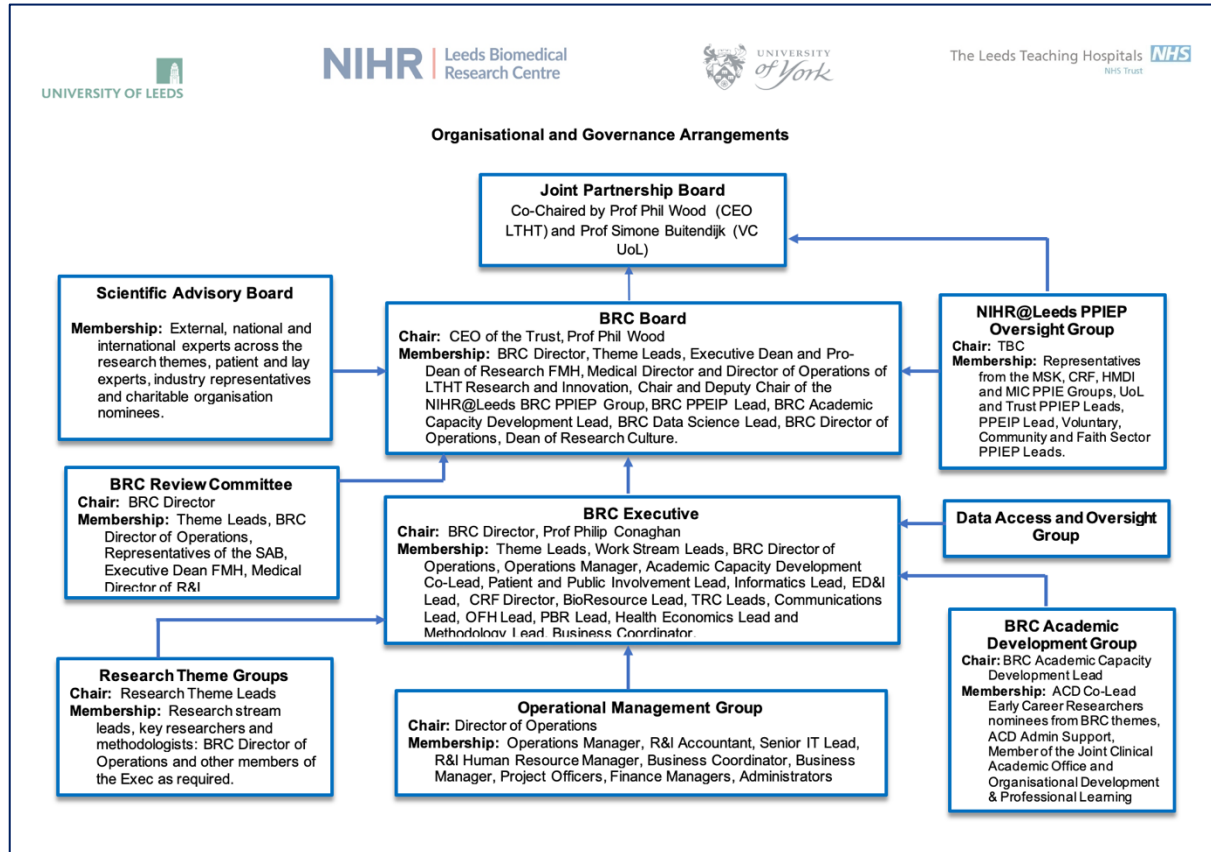 UNIVERSITY OF LEEDS
NIHR | Leeds Biomedical
Research Centre
UNIVERSITY
of York
The Leeds Teaching Hospitals NHS
NHS Trust
Organisational and Governance Arrangements
Joint Partnership Board
Co-Chaired by Prof Phil Wood (CEO
LTHT) and Prof Simone Buitendijk (VC
UoL)
Scientific Advisory Board
Membership: External, national and
international experts across the
research themes, patient and lay
experts, industry representatives
and charitable organisation
nominees.
BRC Board
Chair: CEO of the Trust, Prof Phil Wood
Membership: BRC Director, Theme Leads, Executive Dean and Pro-
Dean of Research FMH, Medical Director and Director of Operations of
LTHT Research and Innovation, Chair and Deputy Chair of the
NIHR@Leeds BRC PPIEP Group, BRC PPEIP Lead, BRC Academic
Capacity Development Lead, BRC Data Science Lead, BRC Director of
Operations, Dean of Research Culture.
NIHR@Leeds PPIEP
Oversight Group
Chair: TBC
Membership: Representatives
from the MSK, CRF, HMDI
and MIC PPIE Groups, UoL
and Trust PPIEP Leads,
PPEIP Lead, Voluntary,
Community and Faith Sector
PPIEP Leads.
BRC Review Committee
Chair: BRC Director
Membership: Theme Leads, BRC
Director of Operations,
Representatives of the SAB,
Executive Dean FMH, Medical
Director of R&I
BRC Executive
Chair: BRC Director, Prof Philip Conaghan
Membership: Theme Leads, Work Stream Leads, BRC Director of
Operations, Operations Manager, Academic Capacity Development
Co-Lead, Patient and Public Involvement Lead, Informatics Lead, ED&I
Lead, CRF Director, BioResource Lead, TRC Leads, Communications
Lead, OFH Lead, PBR Lead, Health Economics Lead and
Methodology Lead, Business Coordinator.
Data Access and Oversight
Group
Research Theme Groups
Chair: Research Theme Leads
Membership: Research stream
leads, key researchers and
methodologists: BRC Director of
Operations and other members of
the Exec as required.
Operational Management Group
Chair: Director of Operations
Membership: Operations Manager, R&I Accountant, Senior IT Lead,
R&I Human Resource Manager, Business Coordinator, Business
Manager, Project Officers, Finance Managers, Administrators
BRC Academic
Development Group
Chair: BRC Academic Capacity
Development Lead
Membership: ACD Co-Lead
Early Career Researchers
nominees from BRC themes,
ACD Admin Support,
Member of the Joint Clinical
Academic Office and
Organisational Development
& Professional Learning